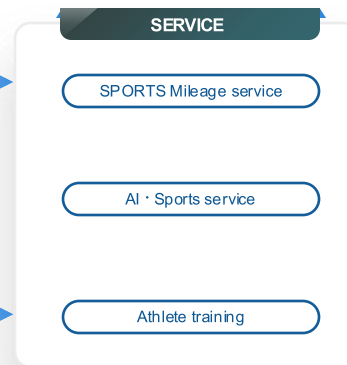 SERVICE
SPORTS Mileage service
AI · Sports service
Athlete training